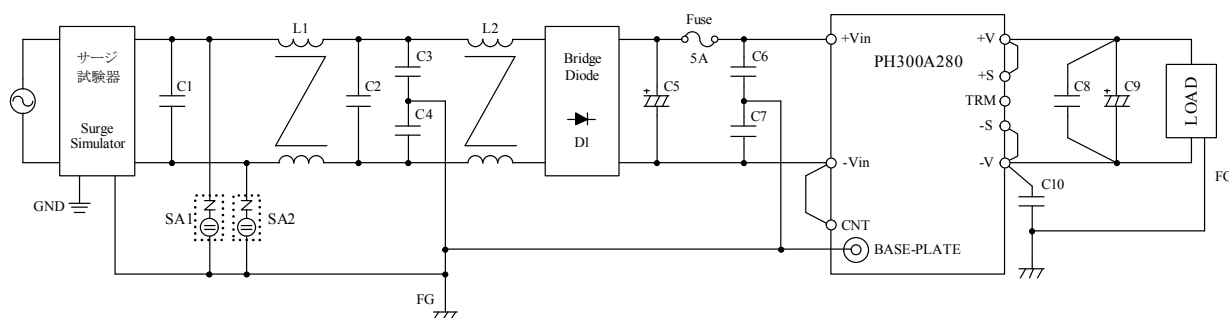 サージ
試験器
Surge
Simulator
GND
C1
SA1
SA2
L1
C2
C3
C4
L2
FG
Bridge
Diode
D1
C5
Fuse
5A
C6
C7
+Vin
-Vin
CNT
BASE-PLATE
PH300A280
+V
+S
TRM
-S
-V
C8
C9
C10
LOAD
FG